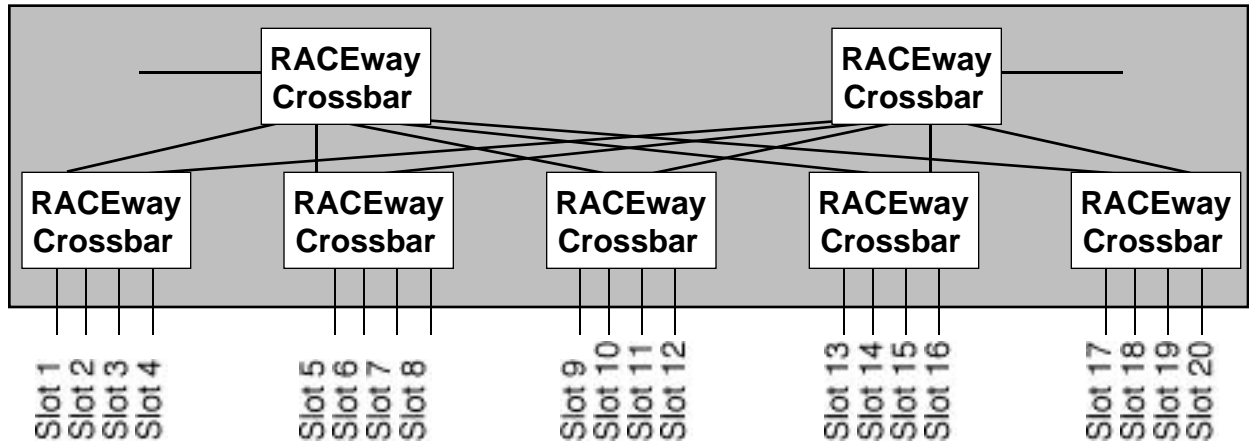 RACEway
Crossbar
RACEway
Crossbar
RACEway
Crossbar
RACEway
Crossbar
RACEway
Crossbar
RACEway
Crossbar
RACEway
Crossbar
Slot 1
Slot 2
Slot 3
Slot 4
Slot 5
Slot 6
Slot 7
Slot 8
Slot 9
Slot 10
Slot 11
Slot 12
Slot 13
Slot 14
Slot 15
Slot 16
Slot 17
Slot 18
Slot 19
Slot 20